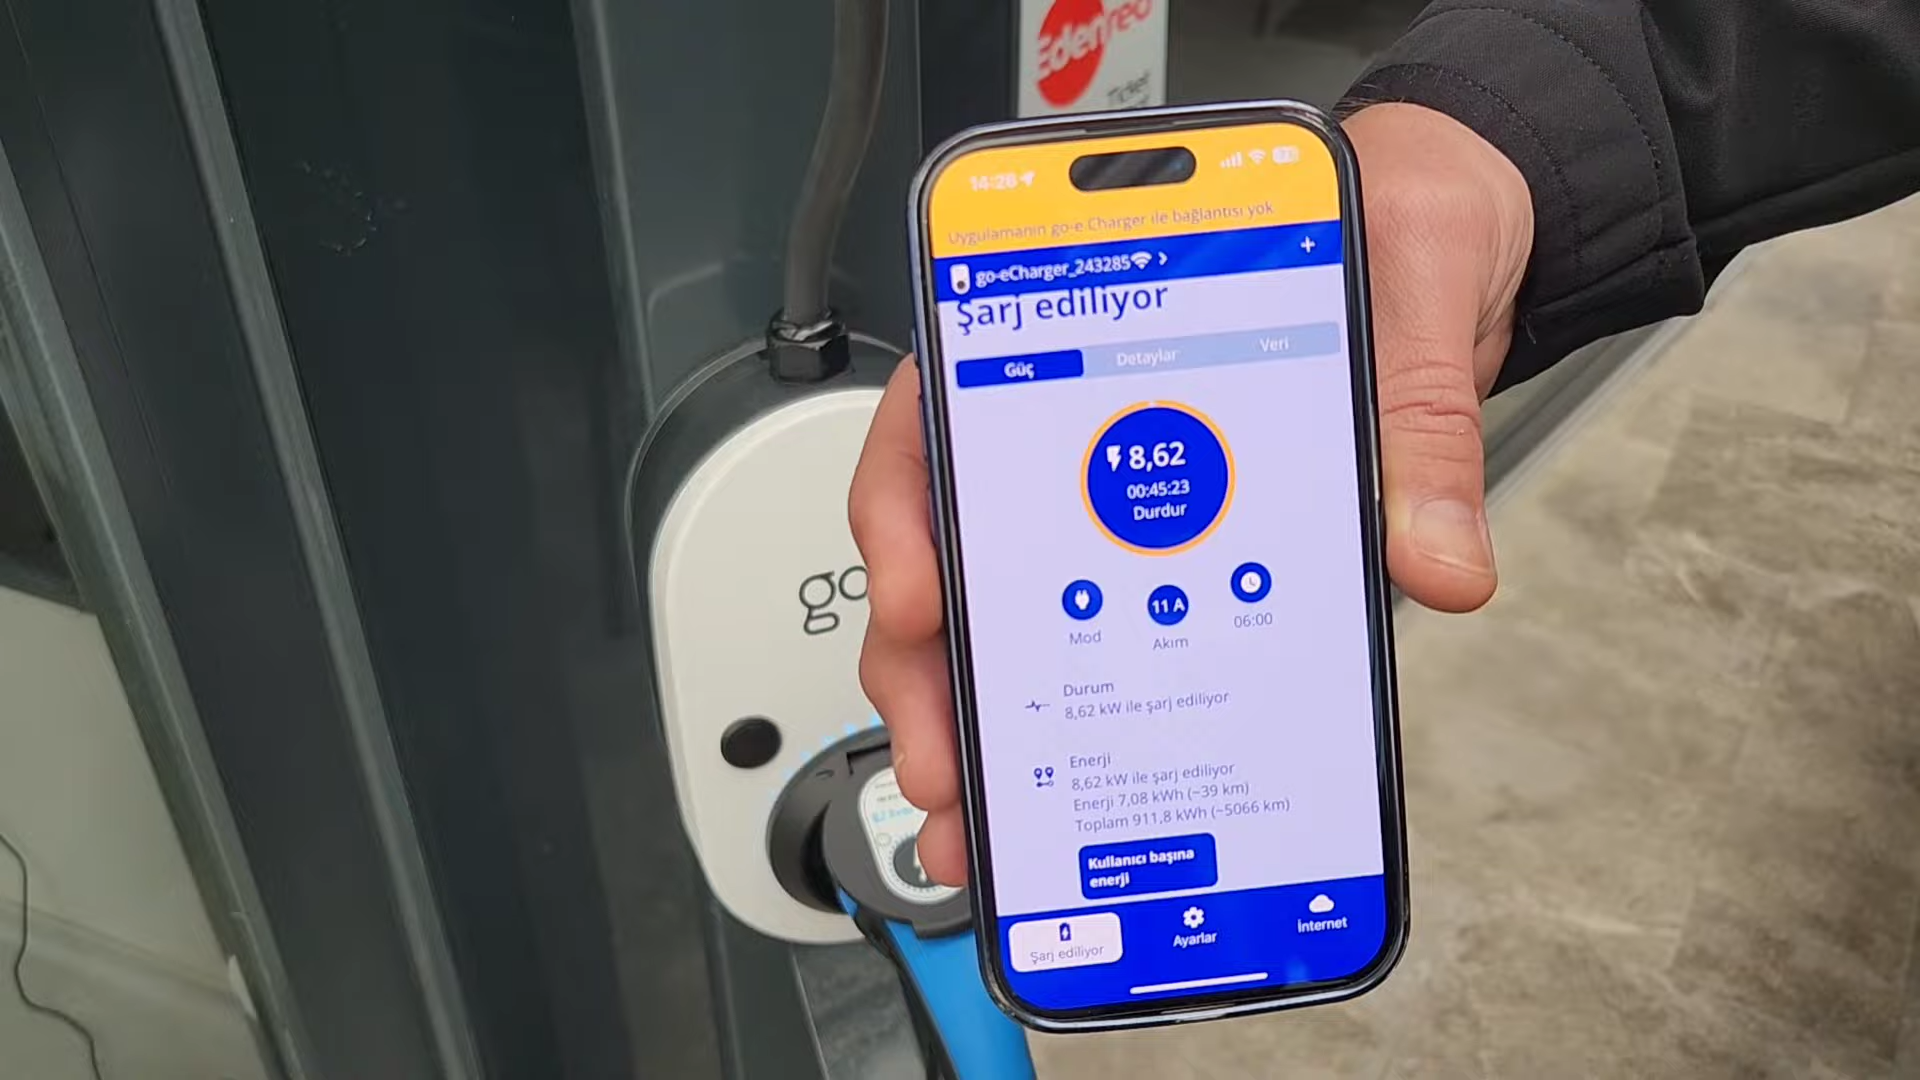 Edenred
Ticket
14:26
Uygulamanın go-e Charger ile bağlantısı yok
go-eCharger_243285
+
Şarj ediliyor
Güç
Detaylar
Veri
8,62
00:45:23
Durdur
Mod
11 A
Akım
06:00
Durum
8,62 kW ile şarj ediliyor
Enerji
8,62 kW ile şarj ediliyor
Enerji 7,08 kWh (~39 km)
Toplam 911,8 kWh (~5066 km)
Kullanıcı başına
enerji
Şarj ediliyor
Ayarlar
İnternet
go